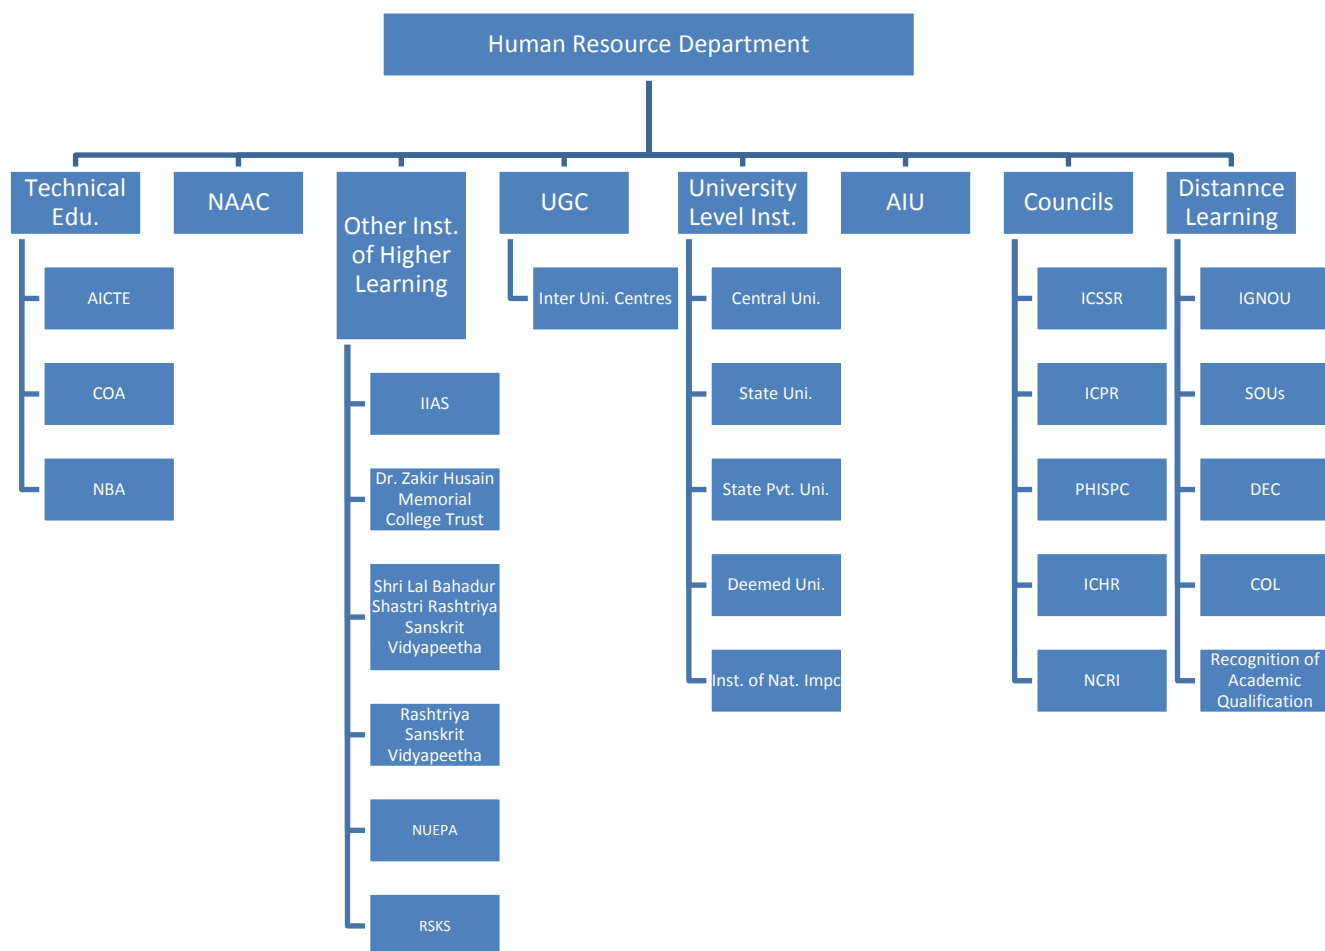 Human Resource Department
Technical
Edu.
AICTE
COA
NBA
NAAC
Other Inst.
of Higher
Learning
IIAS
Dr. Zakir Husain
Memorial
College Trust
Shri Lal Bahadur
Shastri Rashtriya
Sanskrit
Vidyapeetha
Rashtriya
Sanskrit
Vidyapeetha
NUEPA
RSKS
UGC
Inter Uni. Centres
University
Level Inst.
Central Uni.
State Uni.
State Pvt. Uni.
Deemed Uni.
Inst. of Nat. Impc
AIU
Councils
ICSSR
ICPR
PHISPC
ICHR
NCRI
Distannce
Learning
IGNOU
SOUs
DEC
COL
Recognition of
Academic
Qualification